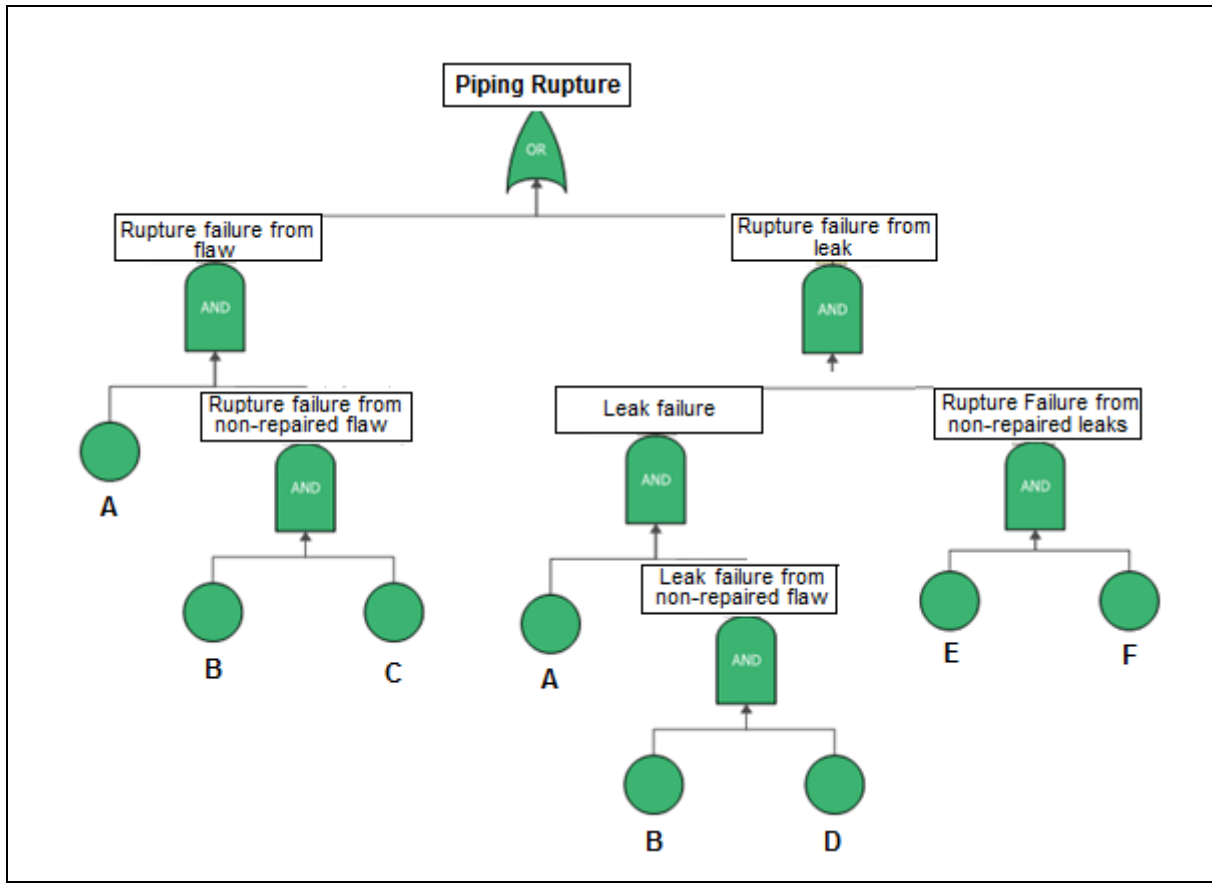 Piping Rupture
OR
Rupture failure from
flaw
Rupture failure from
leak
AND
AND
Rupture failure from
non-repaired flaw
Leak failure
Rupture Failure from
non-repaired leaks
A
AND
AND
AND
B
C
A
Leak failure from
non-repaired flaw
E
F
AND
B
D